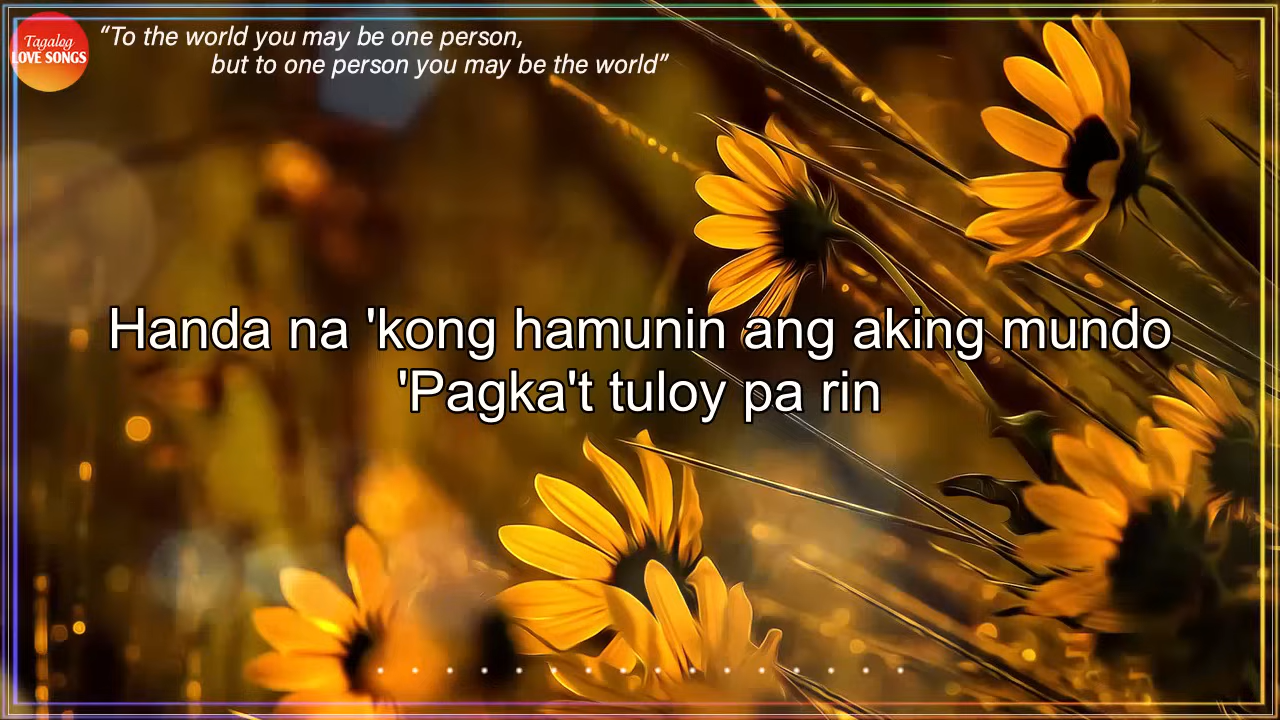 Tagalog
LOVE SONGS
“To the world you may be one person,
but to one person you may be the world”
Handa na 'kong hamunin ang aking mundo
'Pagka't tuloy pa rin